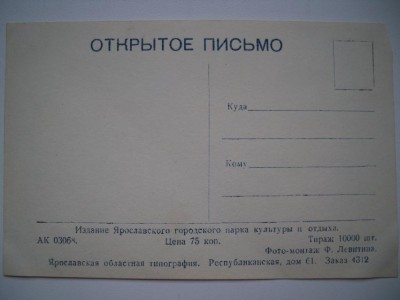 ОТКРЫТОЕ ПИСЬМО
Куда
Кому
Издание Ярославского городского парка культуры и отдыха.
АК 03064. Цена 75 коп. Тираж 10000 шт.
Фото-монтаж Ф. Левитина.
Ярославская областная типография. Республиканская, дом 61. Заказ 4372